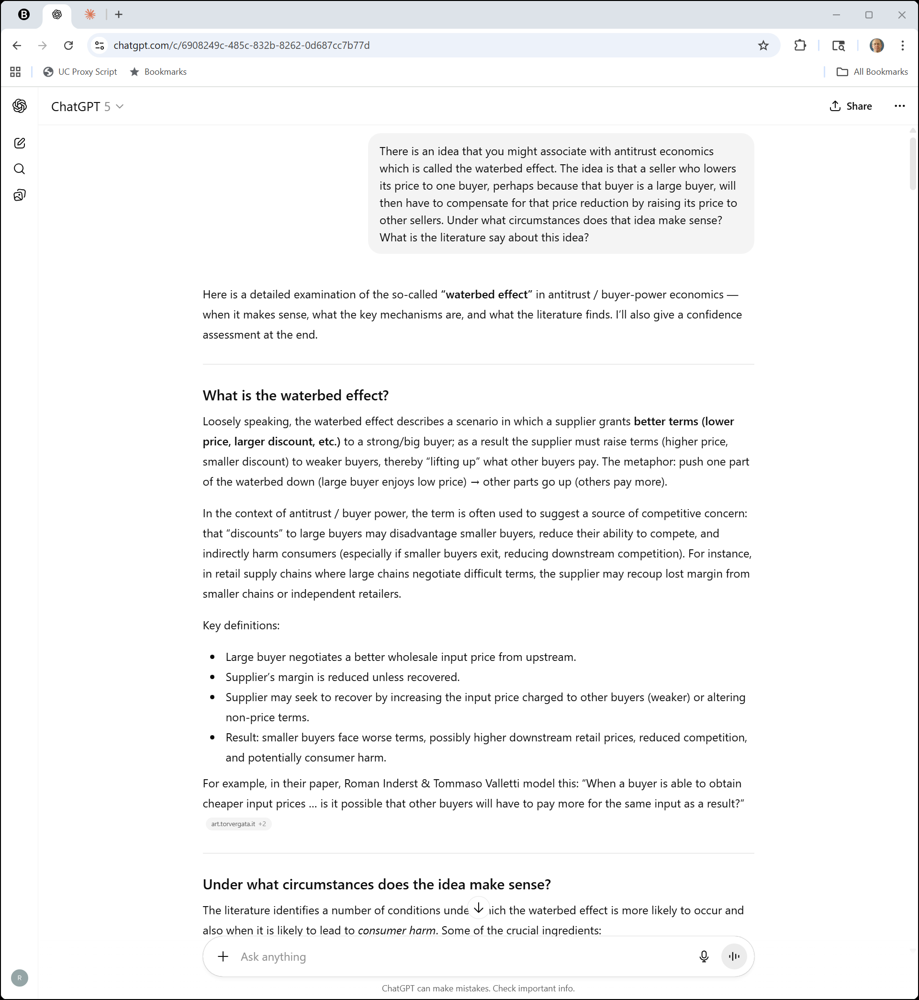 B
chatgpt.com/c/6908249c-485c-832b-8262-0d687cc7b77d
UC Proxy Script
Bookmarks
All Bookmarks
ChatGPT 5
Share
There is an idea that you might associate with antitrust economics
which is called the waterbed effect. The idea is that a seller who lowers
its price to one buyer, perhaps because that buyer is a large buyer, will
then have to compensate for that price reduction by raising its price to
other sellers. Under what circumstances does that idea make sense?
What is the literature say about this idea?
Here is a detailed examination of the so-called “waterbed effect” in antitrust / buyer-power economics —
when it makes sense, what the key mechanisms are, and what the literature finds. I’ll also give a confidence
assessment at the end.
What is the waterbed effect?
Loosely speaking, the waterbed effect describes a scenario in which a supplier grants better terms (lower
price, larger discount, etc.) to a strong/big buyer; as a result the supplier must raise terms (higher price,
smaller discount) to weaker buyers, thereby “lifting up” what other buyers pay. The metaphor: push one part
of the waterbed down (large buyer enjoys low price) → other parts go up (others pay more).
In the context of antitrust / buyer power, the term is often used to suggest a source of competitive concern:
that “discounts” to large buyers may disadvantage smaller buyers, reduce their ability to compete, and
indirectly harm consumers (especially if smaller buyers exit, reducing downstream competition). For instance,
in retail supply chains where large chains negotiate difficult terms, the supplier may recoup lost margin from
smaller chains or independent retailers.
Key definitions:
• Large buyer negotiates a better wholesale input price from upstream.
• Supplier’s margin is reduced unless recovered.
• Supplier may seek to recover by increasing the input price charged to other buyers (weaker) or altering
non-price terms.
• Result: smaller buyers face worse terms, possibly higher downstream retail prices, reduced competition,
and potentially consumer harm.
For example, in their paper, Roman Inderst & Tommaso Valletti model this: “When a buyer is able to obtain
cheaper input prices … is it possible that other buyers will have to pay more for the same input as a result?”
art.torvergata.it +2
Under what circumstances does the idea make sense?
The literature identifies a number of conditions unde hich the waterbed effect is more likely to occur and
also when it is likely to lead to consumer harm. Some of the crucial ingredients:
Ask anything
R
ChatGPT can make mistakes. Check important info.